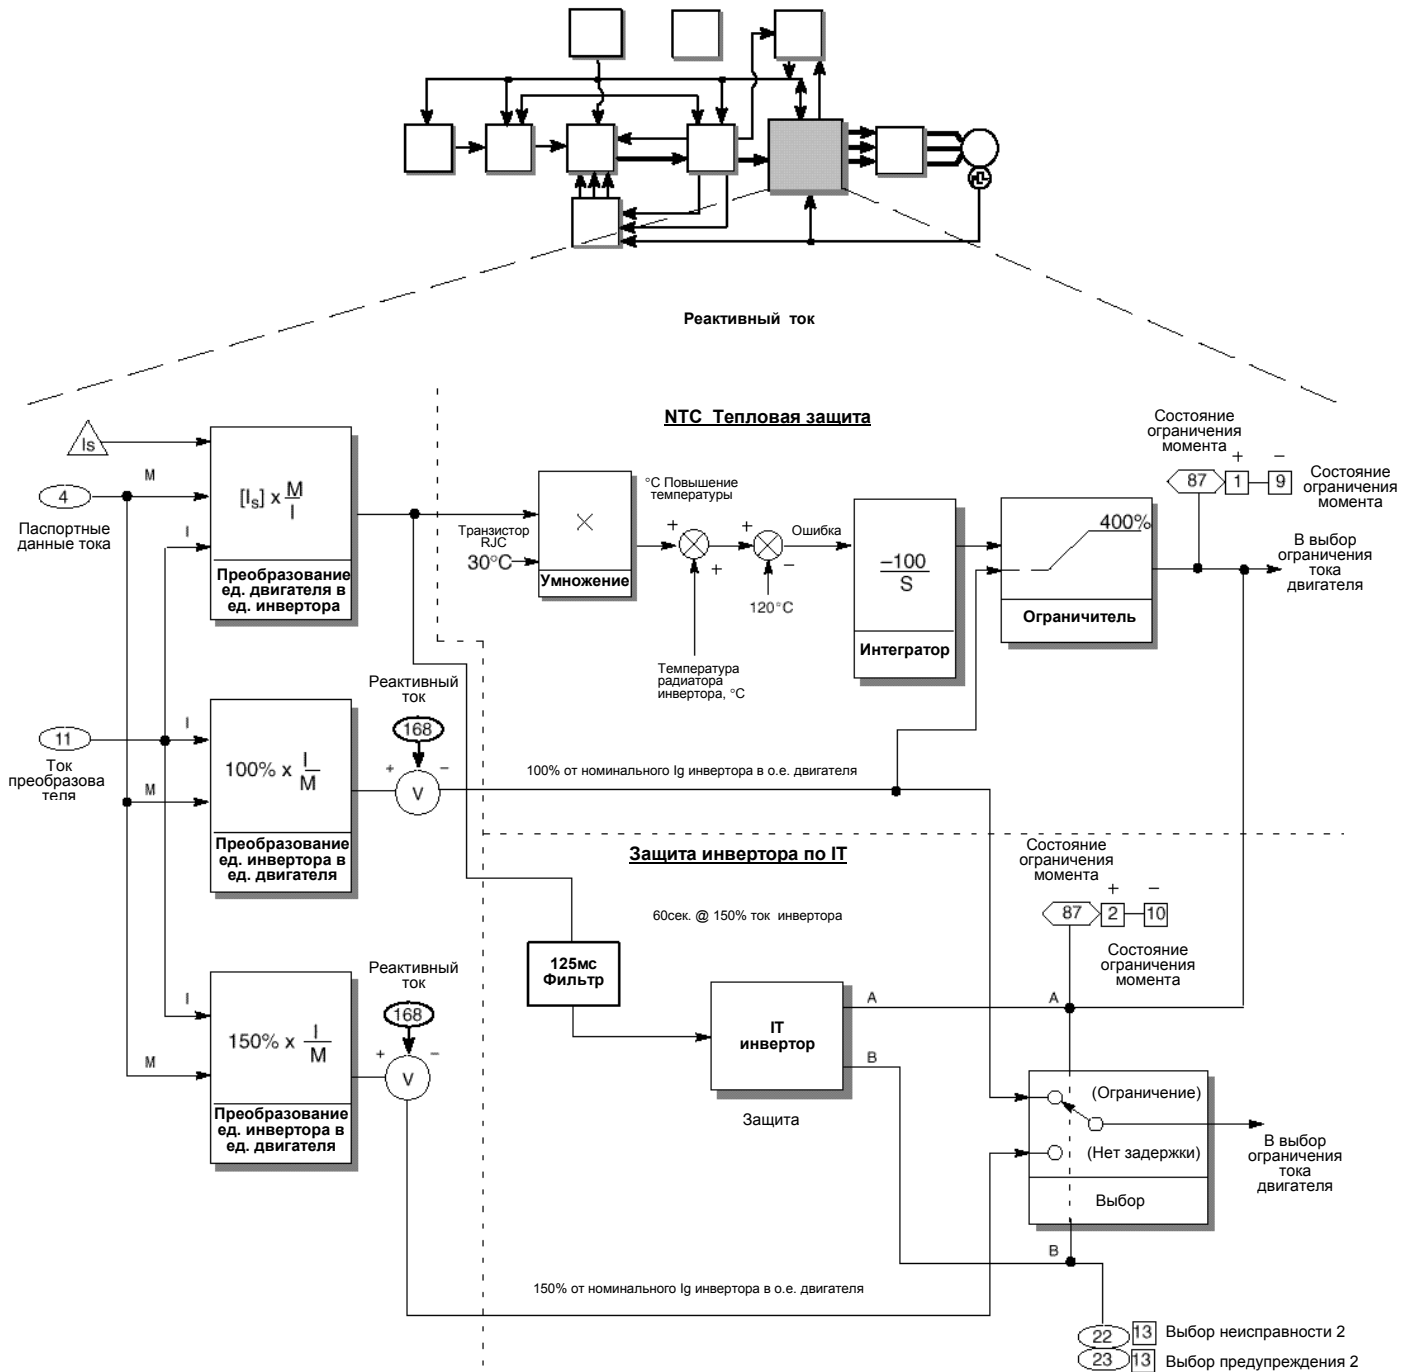 Реактивный ток
NTC Тепловая защита
Состояние
ограничения
момента
+
−
87
1
9
Состояние
ограничения
момента
Is
M
4
Паспортные
данные тока
I
[Is] x M/I
Преобразование
ед. двигателя в
ед. инвертора
Транзистор
RJC
30°C
×
Умножение
°C Повышение
температуры
+
+
+
−
120°C
Ошибка
Температура
радиатора
инвертора, °C
−100
S
Интегратор
400%
Ограничитель
В выбор
ограничения
тока
двигателя
Реактивный
ток
168
+
−
V
11
Ток
преобразова
теля
I
M
100% x I/M
Преобразование
ед. инвертора в
ед. двигателя
100% от номинального Ig инвертора в о.е. двигателя
Защита инвертора по IT
60сек. @ 150% ток инвертора
Состояние
ограничения
момента
+
−
87
2
10
Состояние
ограничения
момента
125мс
Фильтр
Реактивный
ток
168
+
−
V
I
M
150% x I/M
Преобразование
ед. инвертора в
ед. двигателя
IT
инвертор
Защита
A
A
B
(Ограничение)
(Нет задержки)
Выбор
В выбор
ограничения
тока
двигателя
B
150% от номинального Ig инвертора в о.е. двигателя
22 13 Выбор неисправности 2
23 13 Выбор предупреждения 2